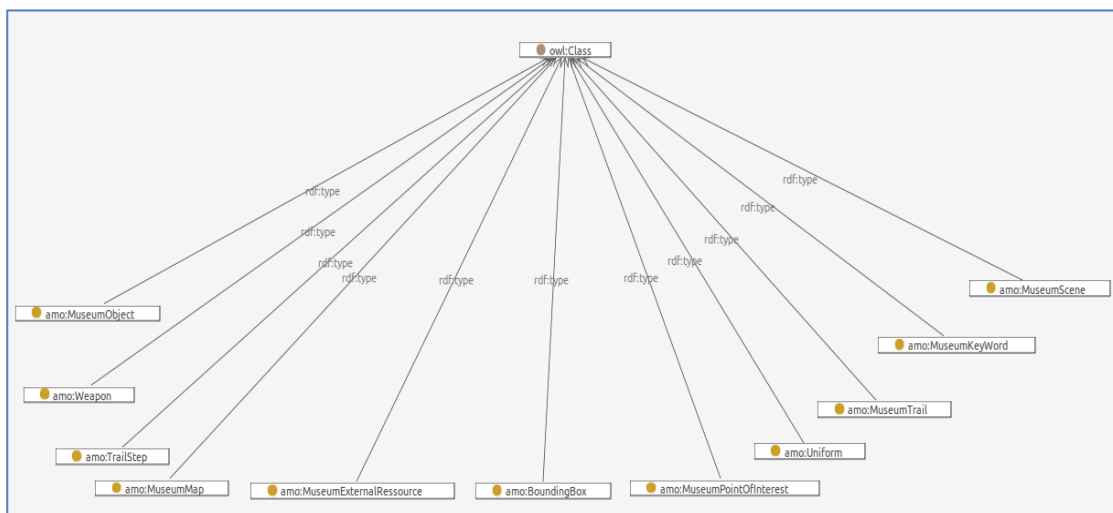 owl:Class
rdf:type
rdf:type
rdf:type
rdf:type
rdf:type
rdf:type
rdf:type
rdf:type
rdf:type
rdf:type
rdf:type
amo:MuseumScene
amo:MuseumObject
amo:MuseumKeyWord
amo:Weapon
amo:MuseumTrail
amo:TrailStep
amo:Uniform
amo:MuseumMap
amo:MuseumExternalRessource
amo:BoundingBox
amo:MuseumPointOfInterest